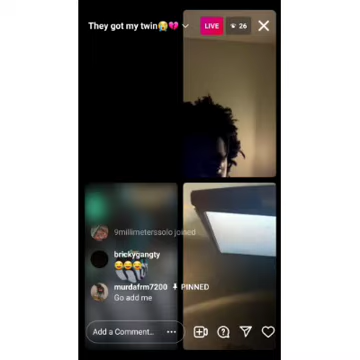 They got my twin😭💔
LIVE
26
9millimeterssolo joined
brickygangty
😂😂😂
murdafrm7200 PINNED
Go add me
Add a Comment...